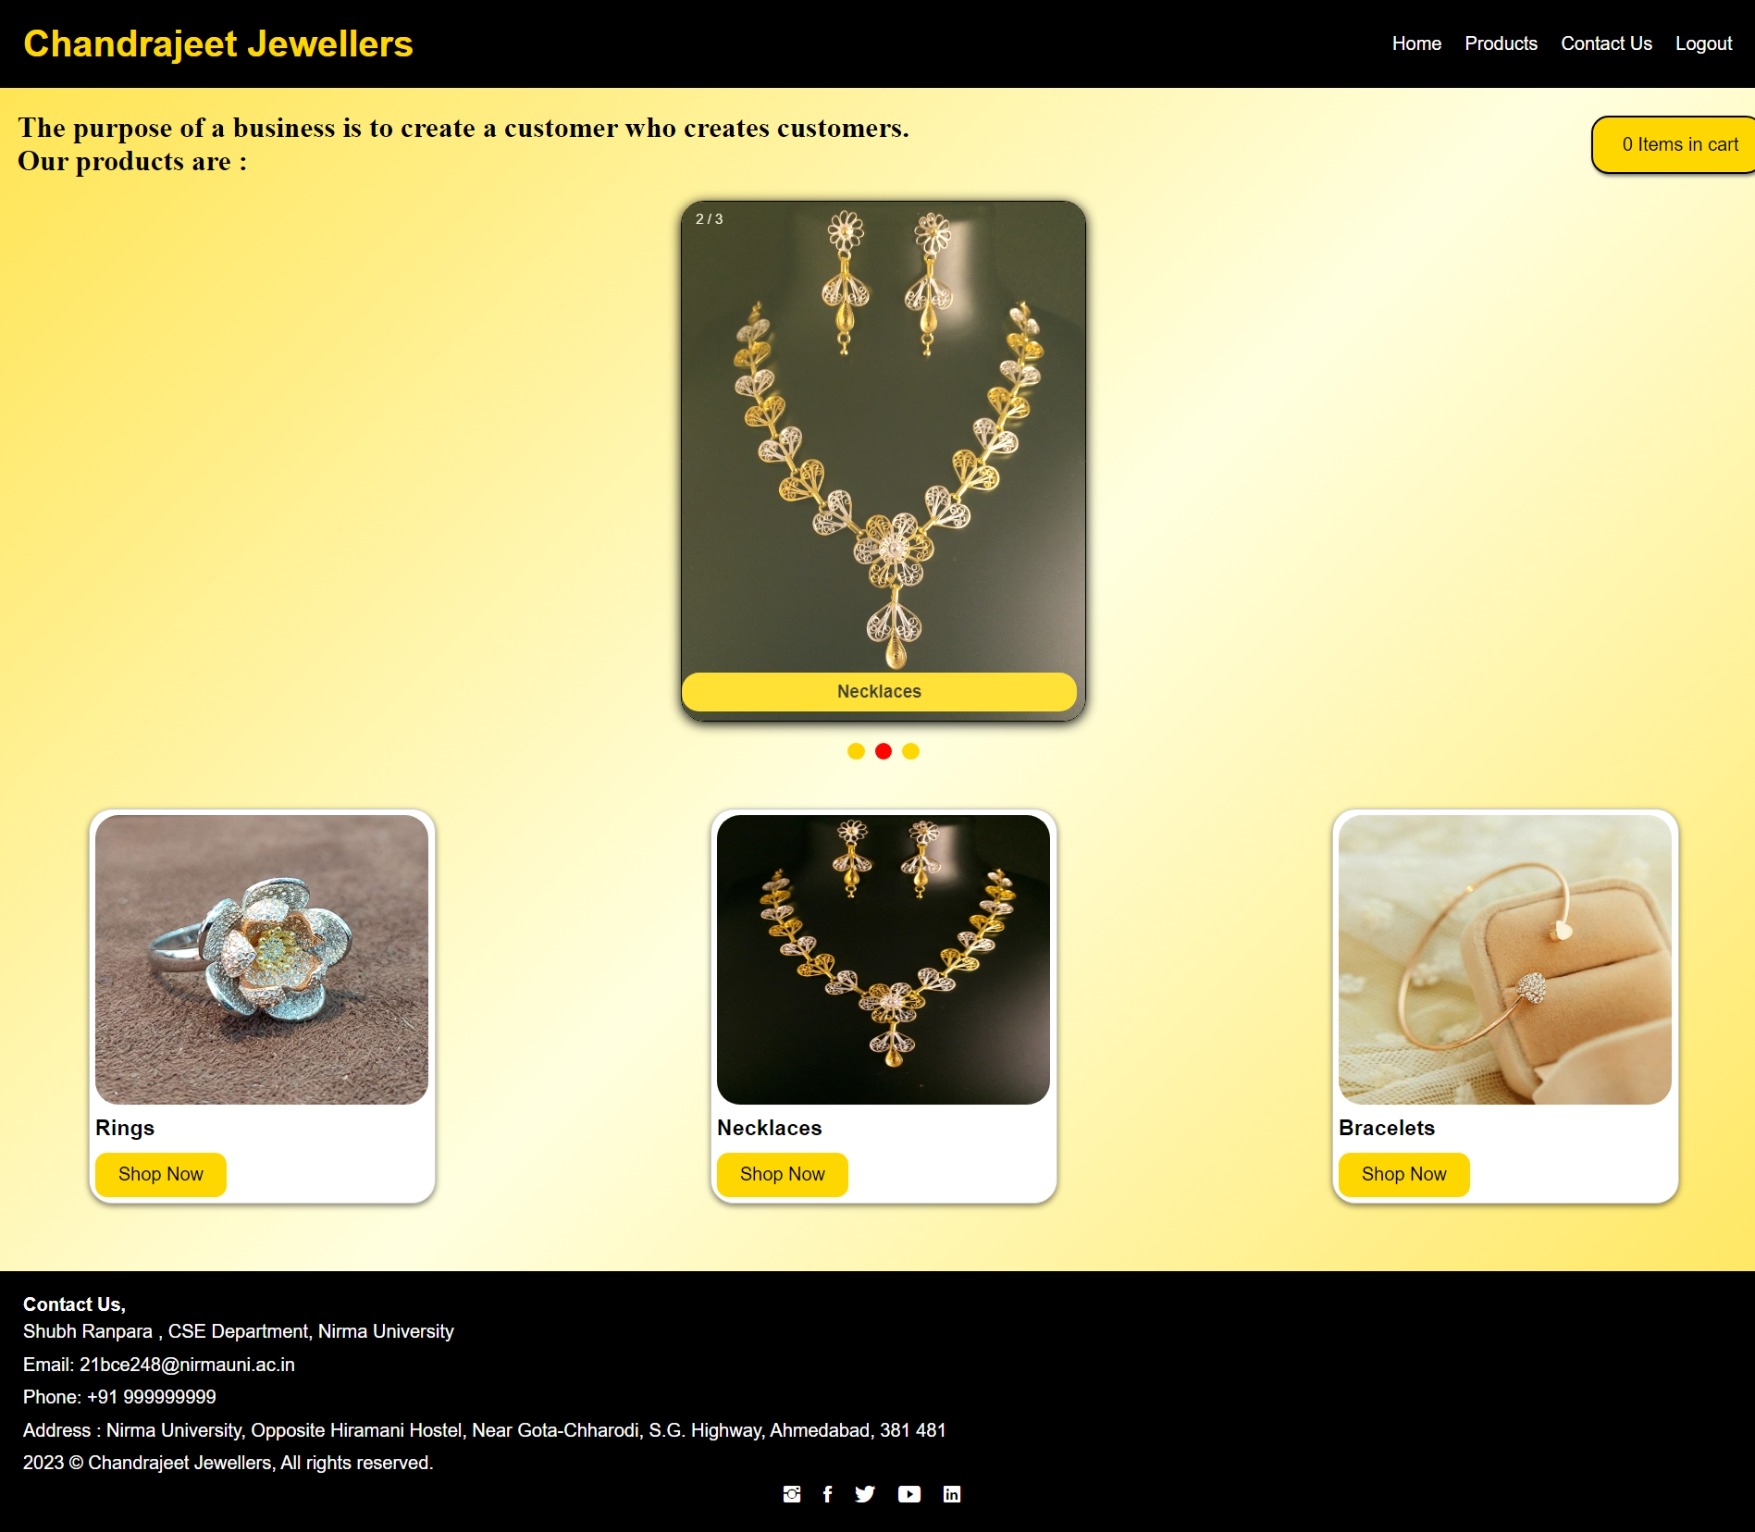 Chandrajeet Jewellers
Home Products Contact Us Logout
The purpose of a business is to create a customer who creates customers.
Our products are :
0 Items in cart
2 / 3
Necklaces
Rings
Shop Now
Necklaces
Shop Now
Bracelets
Shop Now
Contact Us,
Shubh Ranpara , CSE Department, Nirma University
Email: 21bce248@nirmauni.ac.in
Phone: +91 999999999
Address : Nirma University, Opposite Hiramani Hostel, Near Gota-Chharodi, S.G. Highway, Ahmedabad, 381 481
2023 © Chandrajeet Jewellers, All rights reserved.